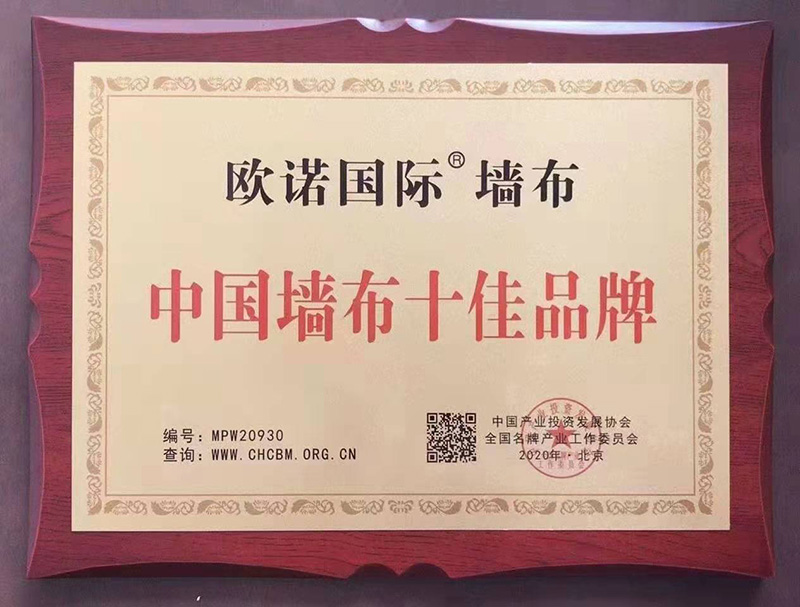 欧诺国际®墙布
中国墙布十佳品牌
编号：MPW20930
查询：WWW.CHCBM.ORG.CN
中国产业投资发展协会
全国名牌产业工作委员会
2020年·北京